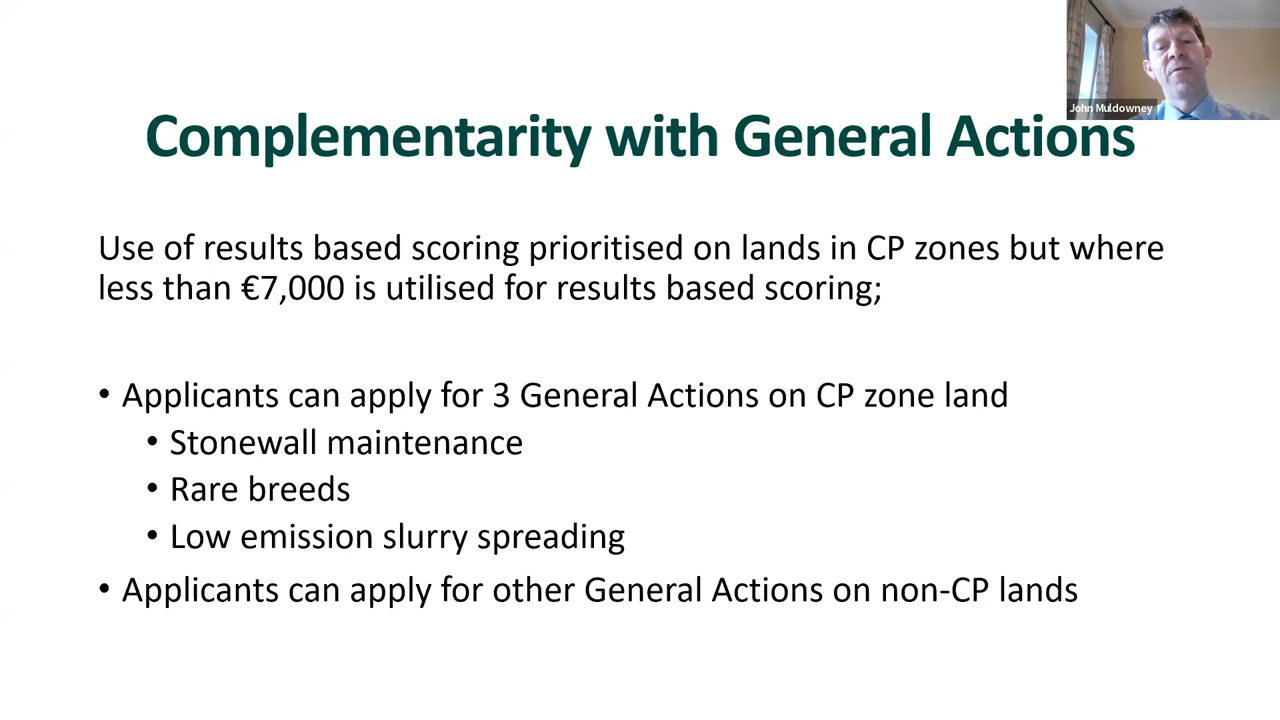 John Muldowney
Complementarity with General Actions
Use of results based scoring prioritised on lands in CP zones but where
less than €7,000 is utilised for results based scoring;
• Applicants can apply for 3 General Actions on CP zone land
• Stonewall maintenance
• Rare breeds
• Low emission slurry spreading
• Applicants can apply for other General Actions on non-CP lands